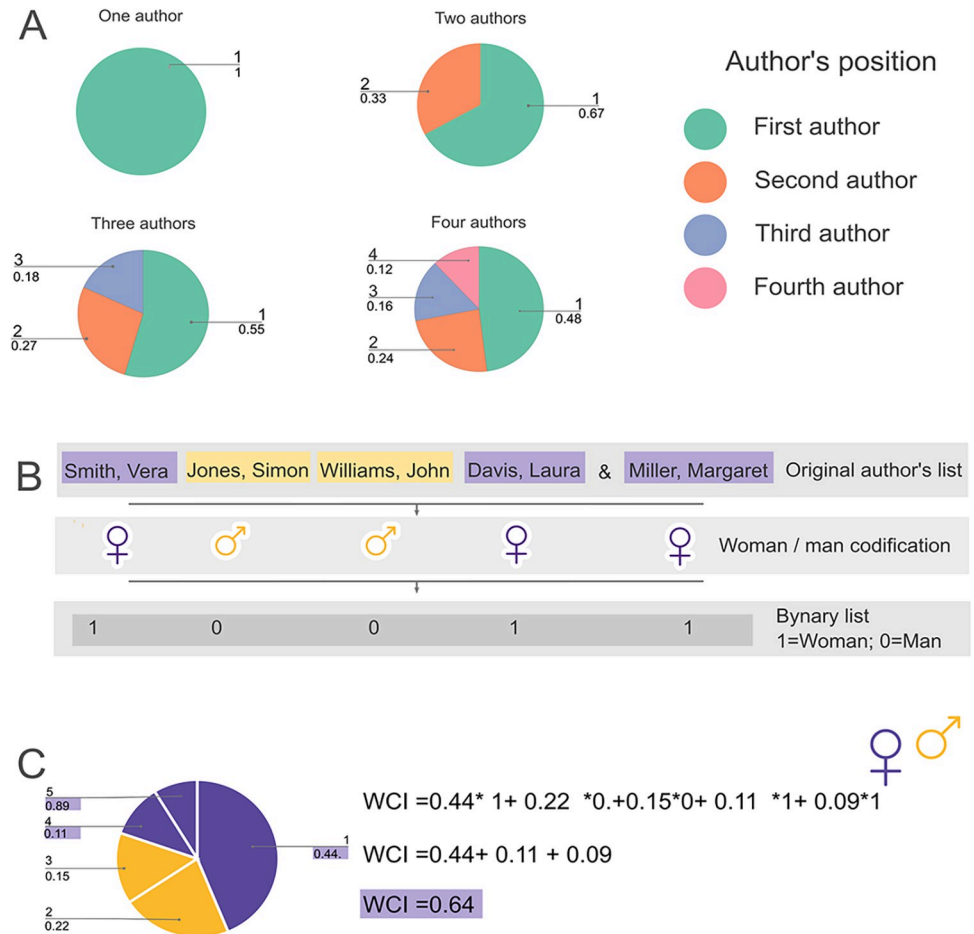 A
One author
1
1
Two authors
2
0.33
1
0.67
Author's position
First author
Second author
Third author
Fourth author
Three authors
3
0.18
2
0.27
1
0.55
Four authors
4
0.12
3
0.16
2
0.24
1
0.48
B
Smith, Vera Jones, Simon Williams, John Davis, Laura & Miller, Margaret Original author's list
Woman / man codification
1 0 0 1 1
Bynary list
1=Woman; 0=Man
C
5
0.89
4
0.11
3
0.15
2
0.22
1
0.44.
WCI =0.44* 1+ 0.22 *0.+0.15*0+ 0.11 *1+ 0.09*1
WCI =0.44+ 0.11 + 0.09
WCI =0.64